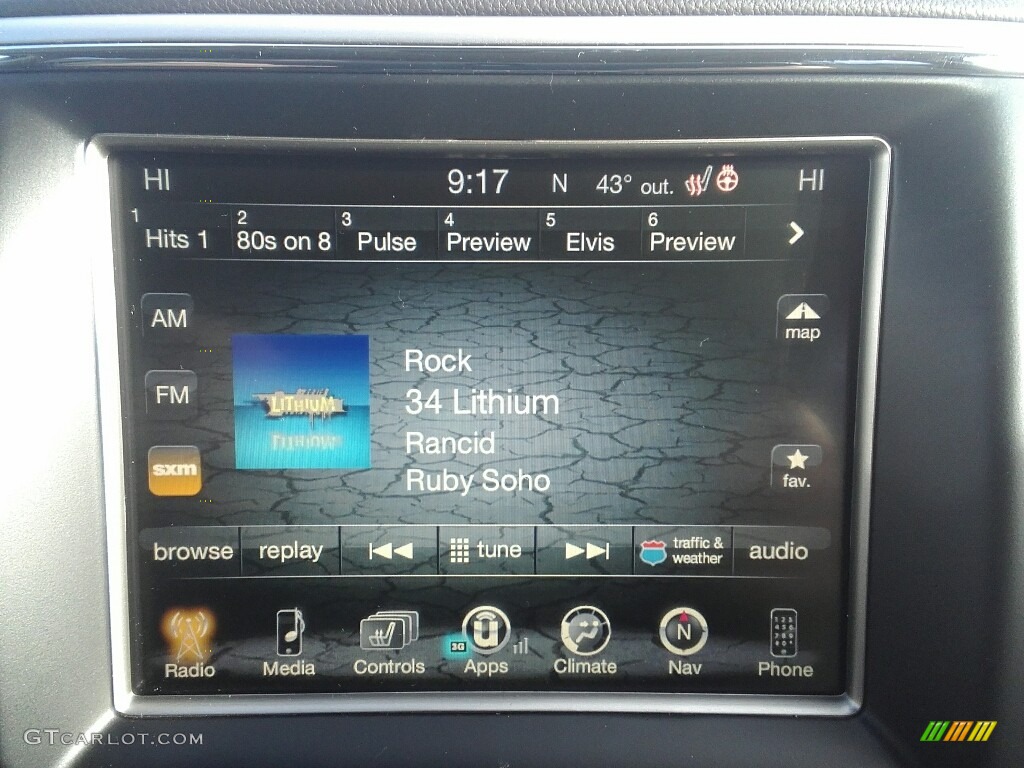 HI 9:17 N 43° out. HI
1 2 3 4 5 6
Hits 1 80s on 8 Pulse Preview Elvis Preview
AM
map
FM
sxm
LITHIUM
Rock
34 Lithium
Rancid
Ruby Soho
fav.
browse replay tune traffic & weather audio
3G
N
Radio Media Controls Apps Climate Nav Phone
GTCARLOT.COM